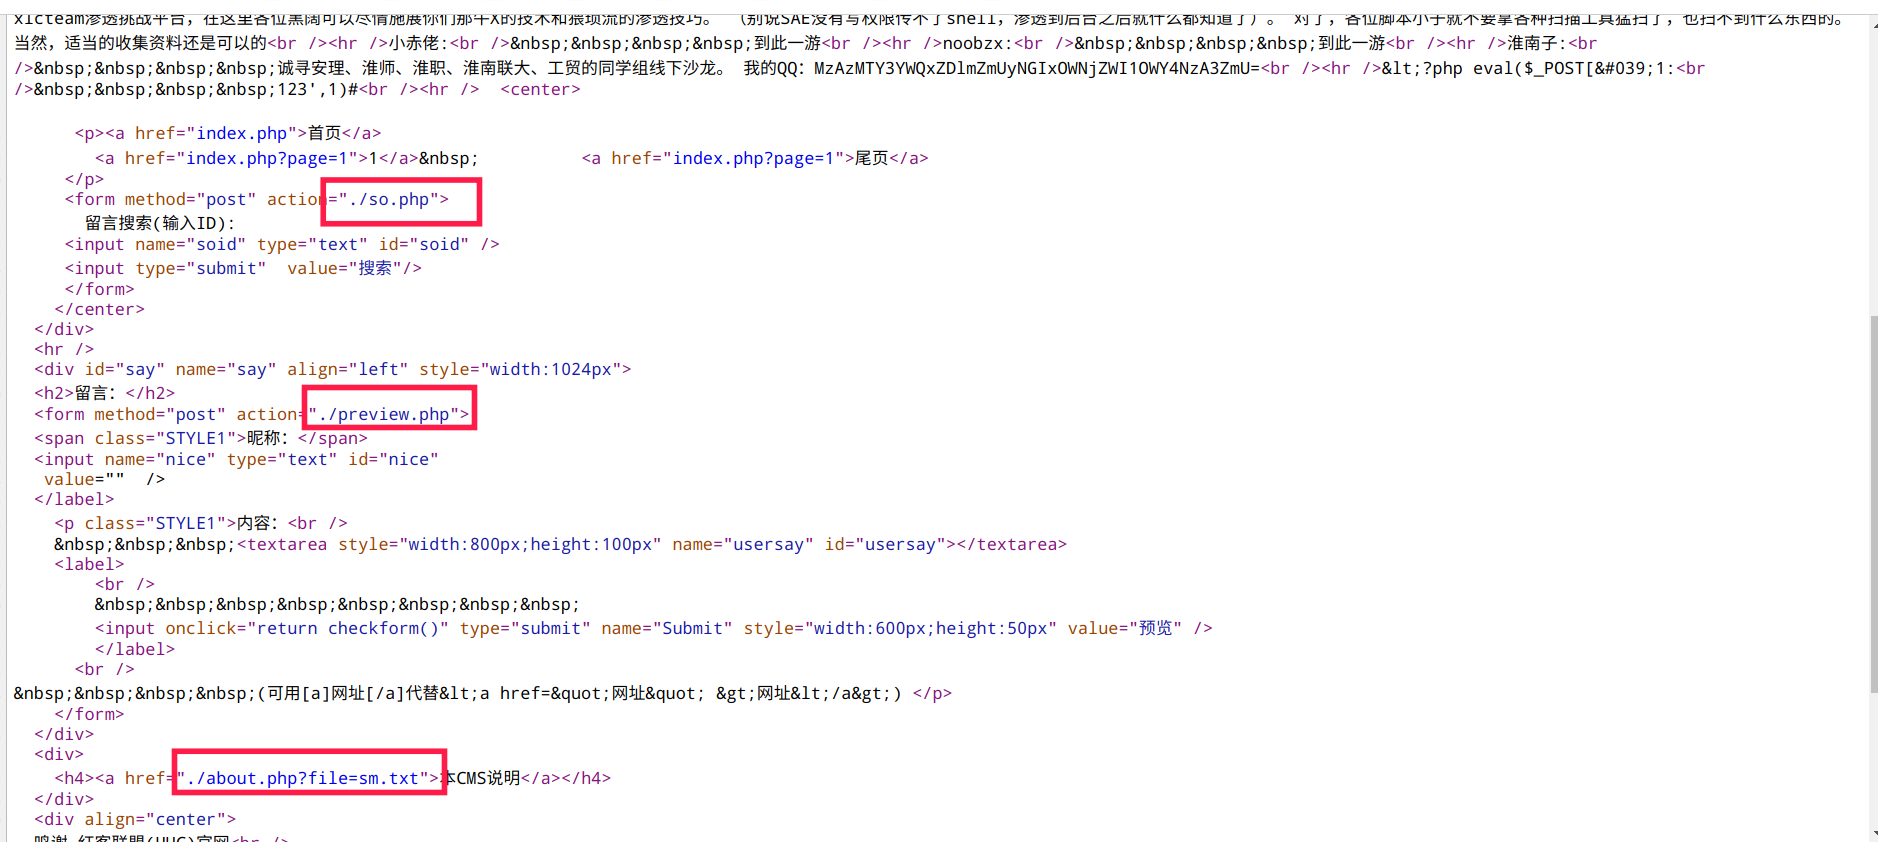 xlcteam渗透挑战平台，在这里各位黑阔可以尽情施展你们那牛X的技术和猥琐流的渗透技巧。 （别说SAE没有写权限传不了shell，渗透到后台之后就什么都知道了）。 对了，各位脚本小子就不要拿各种扫描工具猛扫了，也扫不到什么东西的。
当然，适当的收集资料还是可以的<br /><hr />小赤佬:<br />&nbsp;&nbsp;&nbsp;&nbsp;到此一游<br /><hr />noobzx:<br />&nbsp;&nbsp;&nbsp;&nbsp;到此一游<br /><hr />淮南子:<br
/>&nbsp;&nbsp;&nbsp;&nbsp;诚寻安理、淮师、淮职、淮南联大、工贸的同学组线下沙龙。 我的QQ：MzAzMTY3YWQxZDlmZmUyNGIxOWNjZWI1OWY4NzA3ZmU=<br /><hr />&lt;?php eval($_POST[&#039;1:<br
/>&nbsp;&nbsp;&nbsp;&nbsp;123',1)#<br /><hr />  <center>
<p><a href="index.php">首页</a>
<a href="index.php?page=1">1</a>&nbsp; <a href="index.php?page=1">尾页</a>
</p>
<form method="post" action="./so.php">
留言搜索(输入ID)：
<input name="soid" type="text" id="soid" />
<input type="submit"  value="搜索"/>
</form>
</center>
</div>
<hr />
<div id="say" name="say" align="left" style="width:1024px">
<h2>留言：</h2>
<form method="post" action="./preview.php">
<span class="STYLE1">昵称：</span>
<input name="nice" type="text" id="nice"
value=""  />
</label>
<p class="STYLE1">内容：<br />
&nbsp;&nbsp;&nbsp;<textarea style="width:800px;height:100px" name="usersay" id="usersay"></textarea>
<label>
<br />
&nbsp;&nbsp;&nbsp;&nbsp;&nbsp;&nbsp;&nbsp;&nbsp;
<input onclick="return checkform()" type="submit" name="Submit" style="width:600px;height:50px" value="预览" />
</label>
<br />
&nbsp;&nbsp;&nbsp;&nbsp;(可用[a]网址[/a]代替&lt;a href=&quot;网址&quot; &gt;网址&lt;/a&gt;) </p>
</form>
</div>
<div>
<h4><a href="./about.php?file=sm.txt">本CMS说明</a></h4>
</div>
<div align="center">
鸣谢·红客联盟(HUC)官网<br />